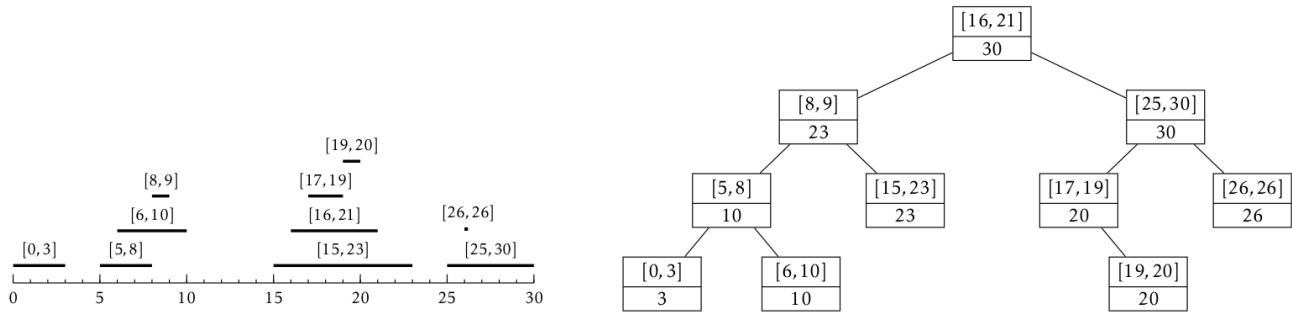 [19,20]
[8,9] [17,19]
[6,10] [16,21] [26,26]
[0,3] [5,8] [15,23] [25,30]
0 5 10 15 20 25 30
[16,21]
30
[8,9] [25,30]
23 30
[5,8] [15,23] [17,19] [26,26]
10 23 20 26
[0,3] [6,10] [19,20]
3 10 20